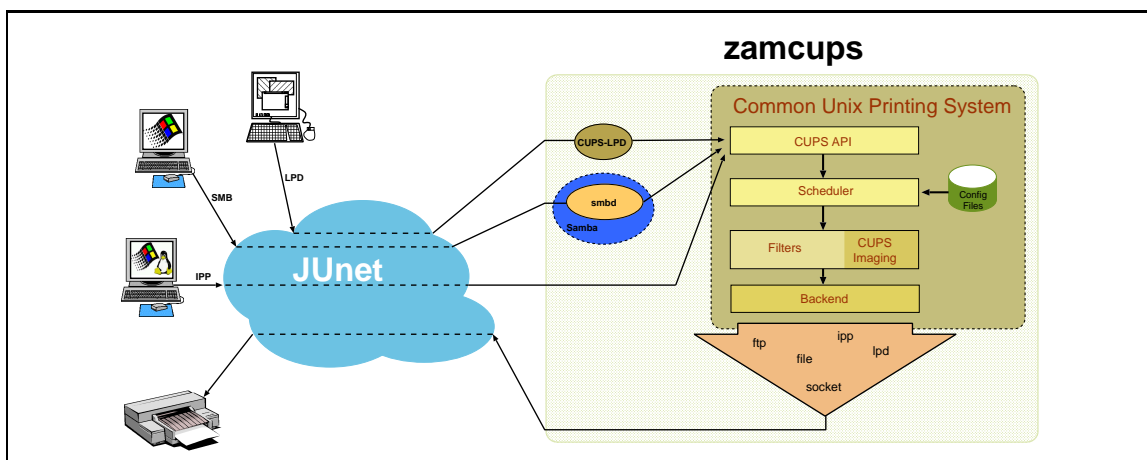 zamcups
Common Unix Printing System
CUPS-LPD
CUPS API
LPD
SMB
Scheduler
Config
Files
smbd
Samba
Filters
CUPS
Imaging
JUnet
IPP
Backend
ftp
ipp
file
lpd
socket